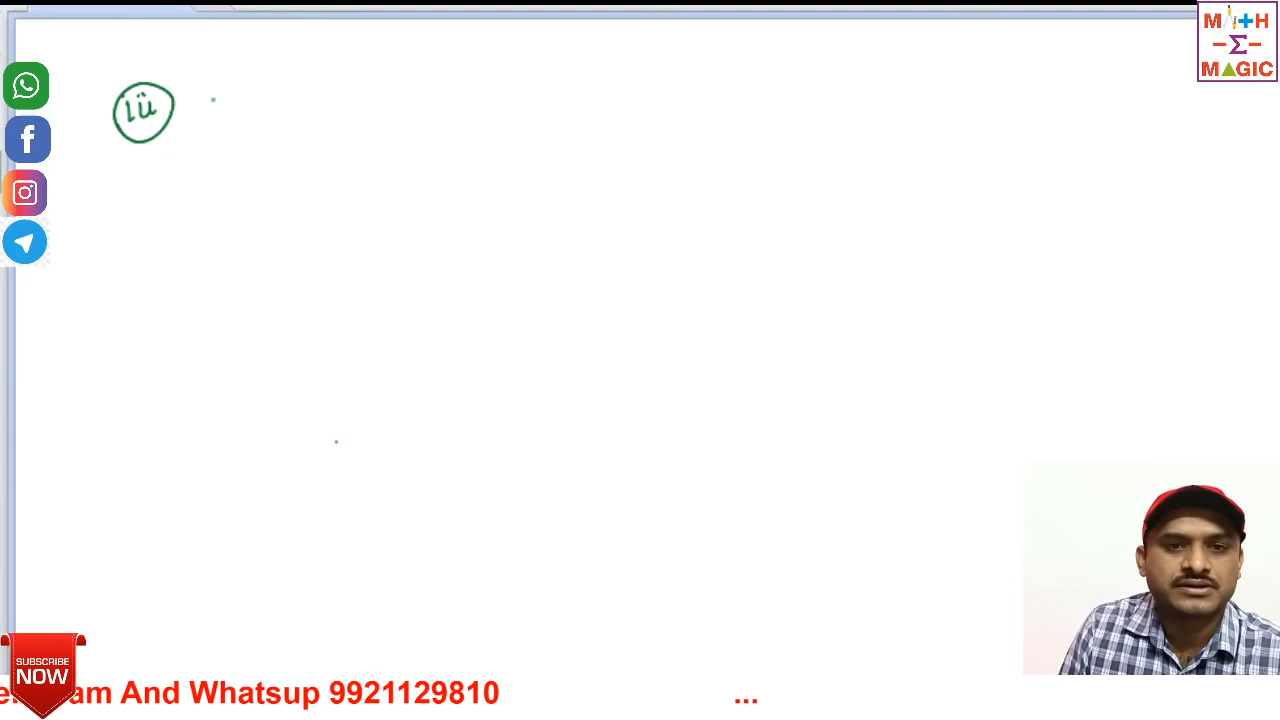 M A + H
– Σ –
M A GIC
iii
f
SUBSCRIBE
NOW
am And Whatsup 9921129810 ...